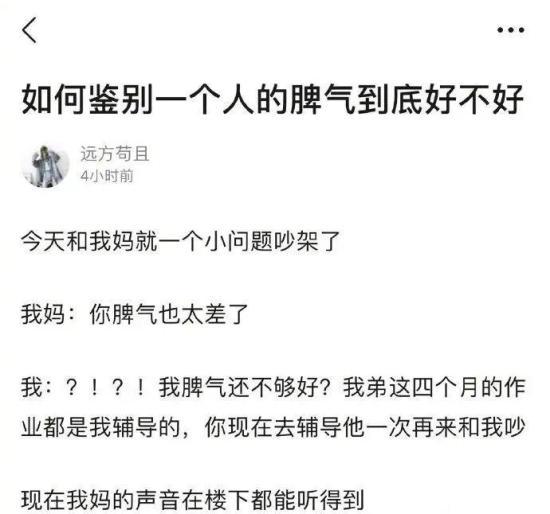 如何鉴别一个人的脾气到底好不好
远方苟且
4小时前
今天和我妈就一个小问题吵架了
我妈：你脾气也太差了
我：？！？！我脾气还不够好？我弟这四个月的作
业都是我辅导的，你现在去辅导他一次再来和我吵
现在我妈的声音在楼下都能听得到